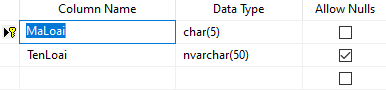 Column Name Data Type Allow Nulls
MaLoai char(5)
TenLoai nvarchar(50)